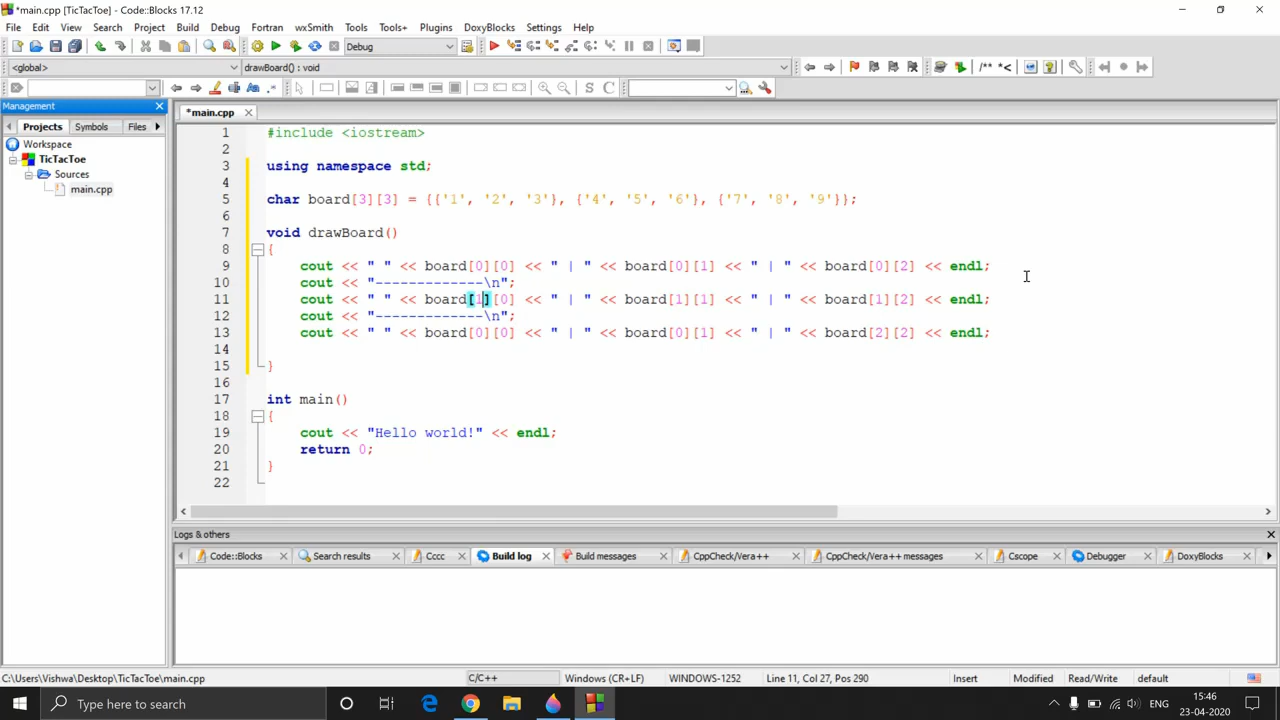 *main.cpp [TicTacToe] - Code::Blocks 17.12
File Edit View Search Project Build Debug Fortran wxSmith Tools Tools+ Plugins DoxyBlocks Settings Help
Debug
<global> drawBoard() : void
/** *<
S C
Management
Projects Symbols Files
*main.cpp
Workspace
TicTacToe
Sources
main.cpp
1 #include <iostream>
2
3 using namespace std;
4
5 char board[3][3] = {{'1', '2', '3'}, {'4', '5', '6'}, {'7', '8', '9'}};
6
7 void drawBoard()
8 {
9 cout << " " << board[0][0] << " | " << board[0][1] << " | " << board[0][2] << endl;
10 cout << "-------------\n";
11 cout << " " << board[1][0] << " | " << board[1][1] << " | " << board[1][2] << endl;
12 cout << "-------------\n";
13 cout << " " << board[0][0] << " | " << board[0][1] << " | " << board[2][2] << endl;
14
15 }
16
17 int main()
18 {
19 cout << "Hello world!" << endl;
20 return 0;
21 }
22
Logs & others
Code::Blocks Search results Cccc Build log Build messages CppCheck/Vera++ CppCheck/Vera++ messages Cscope Debugger DoxyBlocks
C:\Users\Vishwa\Desktop\TicTacToe\main.cpp C/C++ Windows (CR+LF) WINDOWS-1252 Line 11, Col 27, Pos 290 Insert Modified Read/Write default
Type here to search
ENG
15:46
23-04-2020